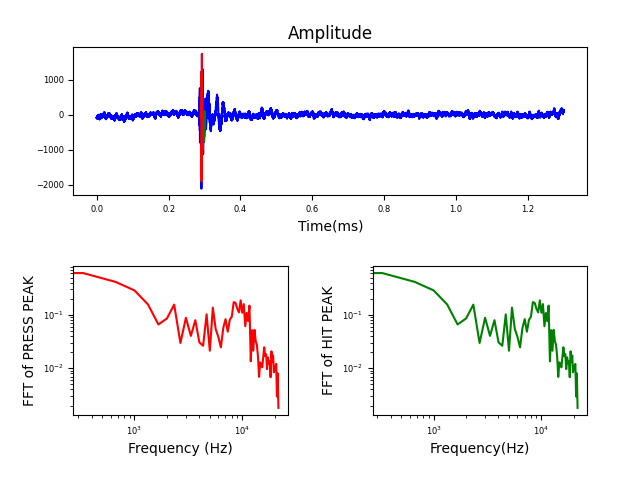 Amplitude
1000
0
−1000
−2000
0.0 0.2 0.4 0.6 0.8 1.0 1.2
Time(ms)
FFT of PRESS PEAK
10⁻¹
10⁻²
10³ 10⁴
Frequency (Hz)
FFT of HIT PEAK
10⁻¹
10⁻²
10³ 10⁴
Frequency(Hz)